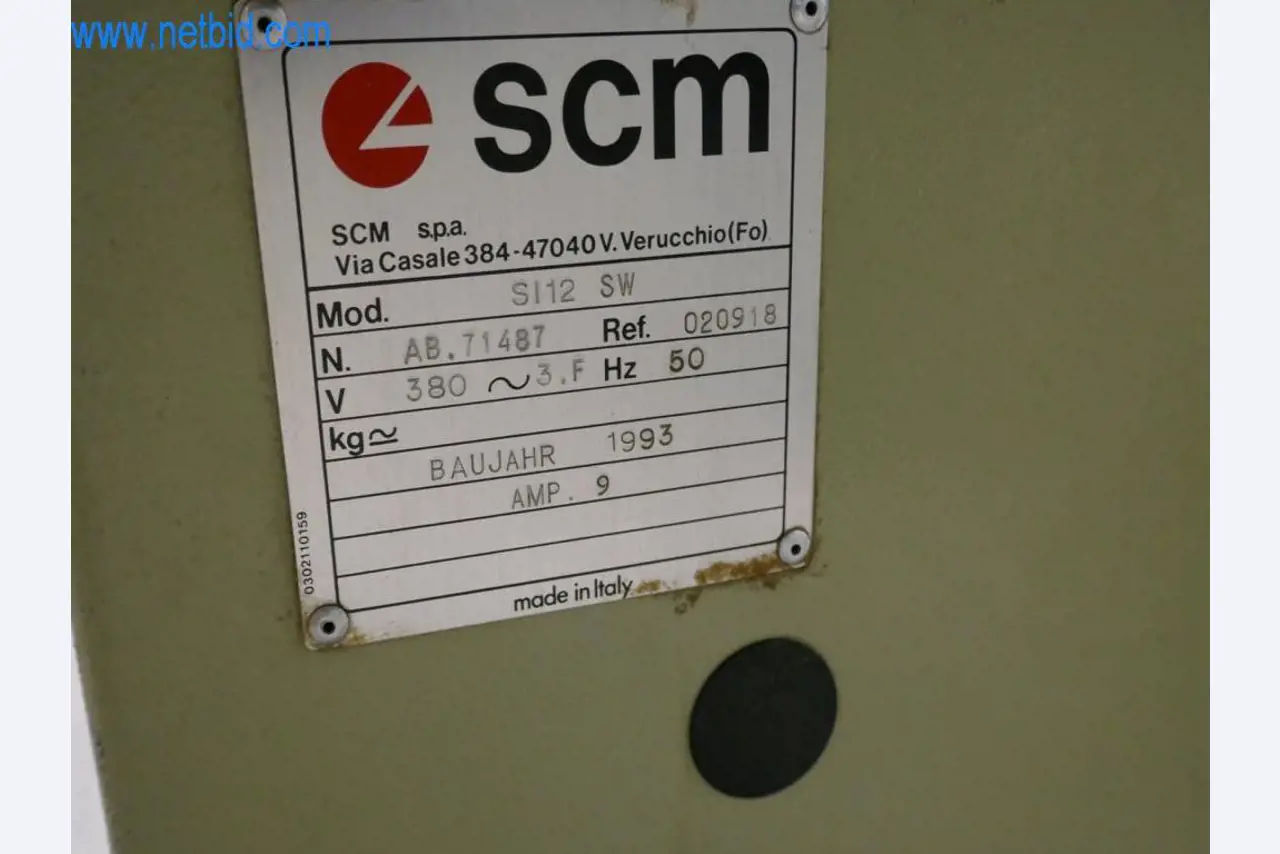 www.netbid.com
scm
SCM s.p.a.
Via Casale 384-47040 V. Verucchio (Fo)
Mod. SI12 SW
N. AB.71487 Ref. 020918
V 380 ~ 3.F Hz 50
kg≃
BAUJAHR 1993
AMP. 9
made in Italy
0302110159